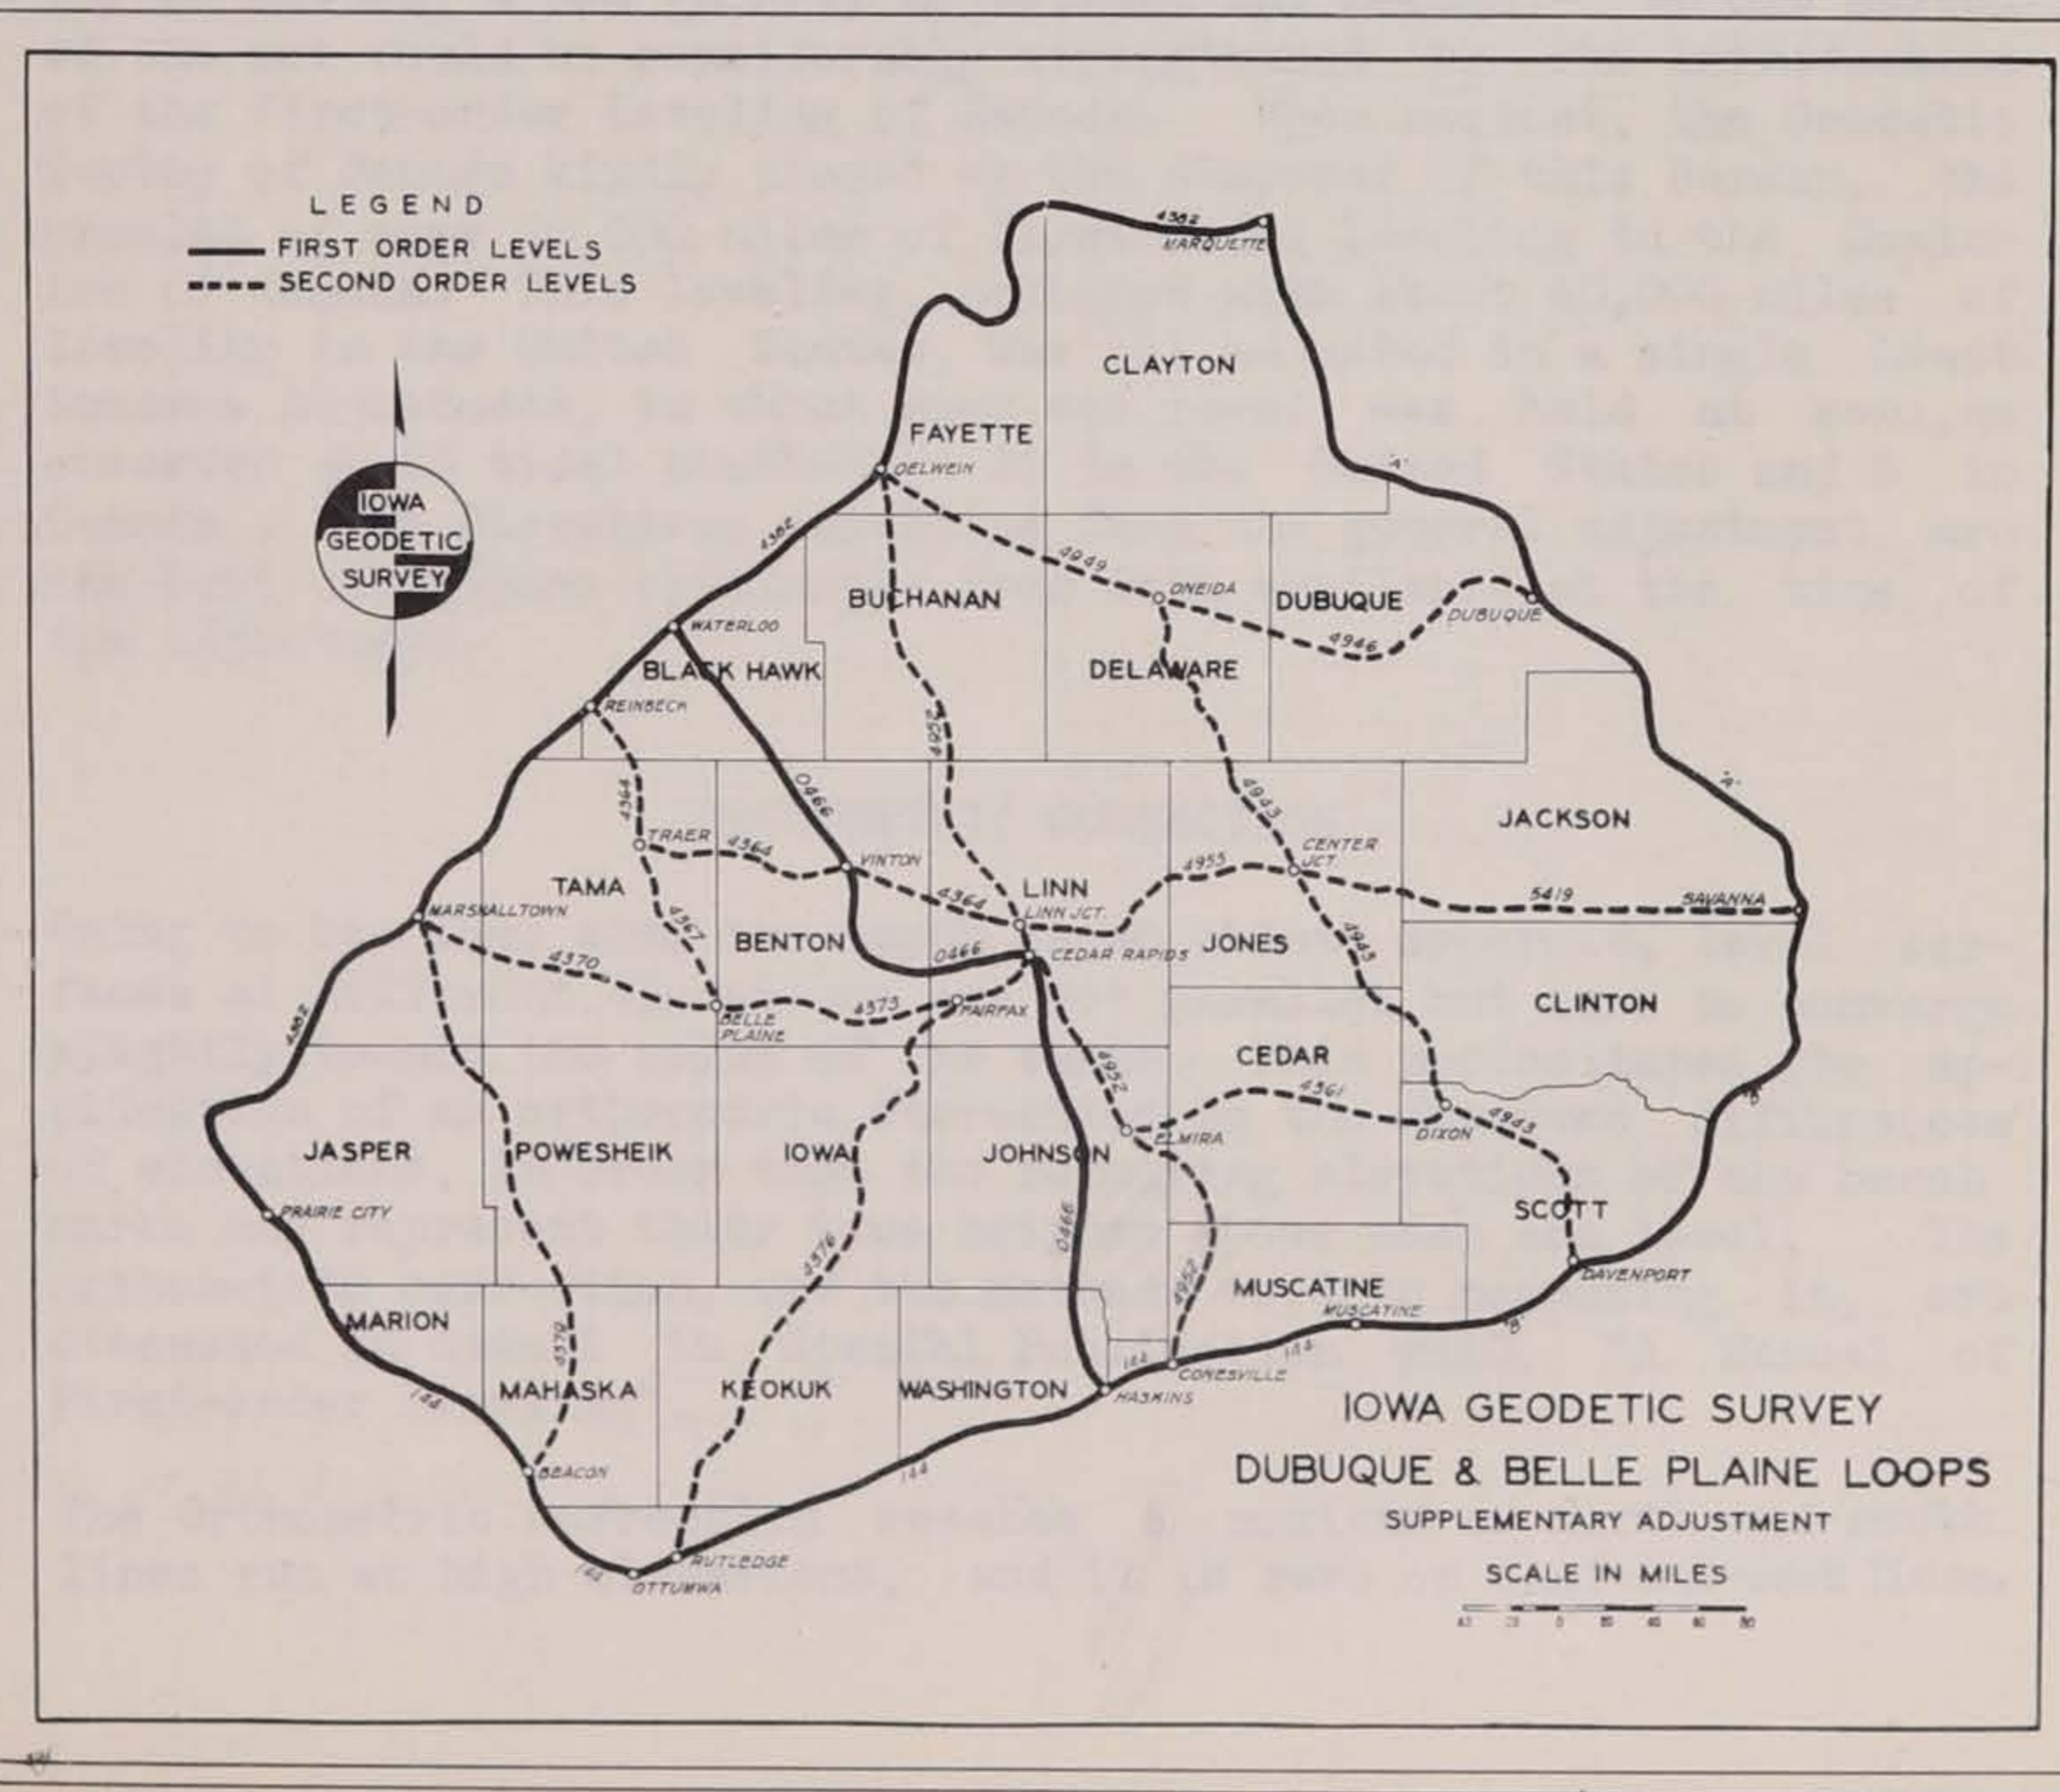 LEGEND
FIRST ORDER LEVELS
SECOND ORDER LEVELS
IOWA
GEODETIC
SURVEY
4382
MARQUETTE
CLAYTON
FAYETTE
OELWEIN
'A'
4382
4949
ONEIDA
BUCHANAN
DUBUQUE
DUBUQUE
WATERLOO
4946
BLACK HAWK
DELAWARE
REINBECK
4952
'A'
4364
0466
4943
JACKSON
TRAER
4364
VINTON
CENTER
JCT.
4955
TAMA
LINN
4364
5419
SAVANNA
MARSHALLTOWN
LINN JCT.
4367
BENTON
0466
CEDAR RAPIDS
JONES
4943
4370
4373
FAIRFAX
CLINTON
BELLE
PLAINE
4382
CEDAR
4952
4361
'B'
DIXON
4943
ELMIRA
JASPER
POWESHEIK
IOWA
JOHNSON
PRAIRIE CITY
SCOTT
0466
4376
4952
DAVENPORT
MUSCATINE
MUSCATINE
MARION
4370
'B'
144
144
CONESVILLE
144
MAHASKA
KEOKUK
WASHINGTON
HASKINS
BEACON
144
RUTLEDGE
144
OTTUMWA
IOWA GEODETIC SURVEY
DUBUQUE & BELLE PLAINE LOOPS
SUPPLEMENTARY ADJUSTMENT
SCALE IN MILES